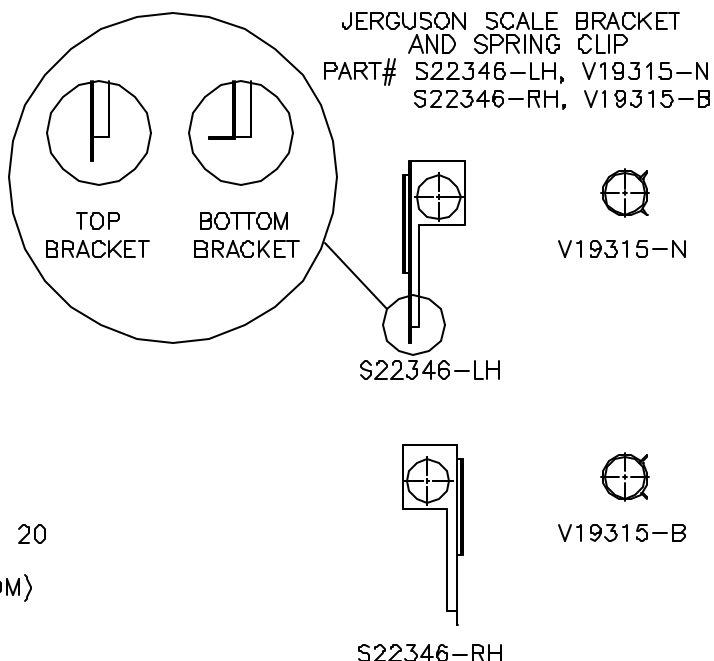 JERGUSON SCALE BRACKET
AND SPRING CLIP
PART# S22346-LH, V19315-N
S22346-RH, V19315-B
TOP
BRACKET
BOTTOM
BRACKET
V19315-N
S22346-LH
20
V19315-B
S22346-RH